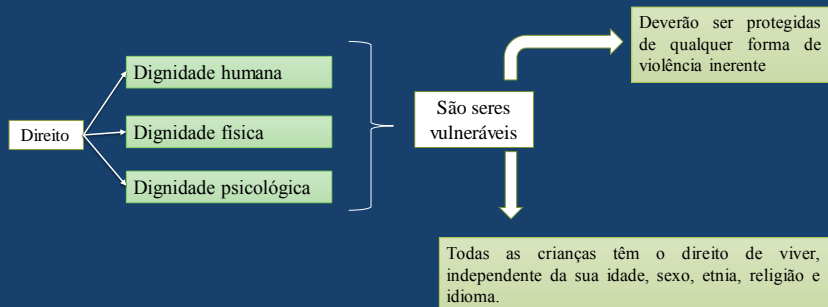 Direito
Dignidade humana
Dignidade física
Dignidade psicológica
São seres
vulneráveis
Deverão ser protegidas
de qualquer forma de
violência inerente
Todas as crianças têm o direito de viver,
independente da sua idade, sexo, etnia, religião e
idioma.